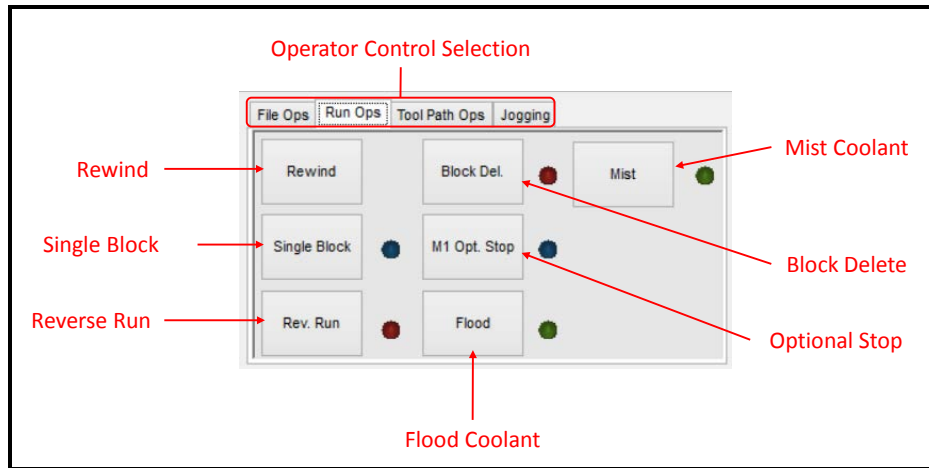 Operator Control Selection
File Ops Run Ops Tool Path Ops Jogging
Rewind
Rewind
Block Del.
Mist
Mist Coolant
Single Block
Single Block
M1 Opt. Stop
Block Delete
Reverse Run
Rev. Run
Flood
Optional Stop
Flood Coolant